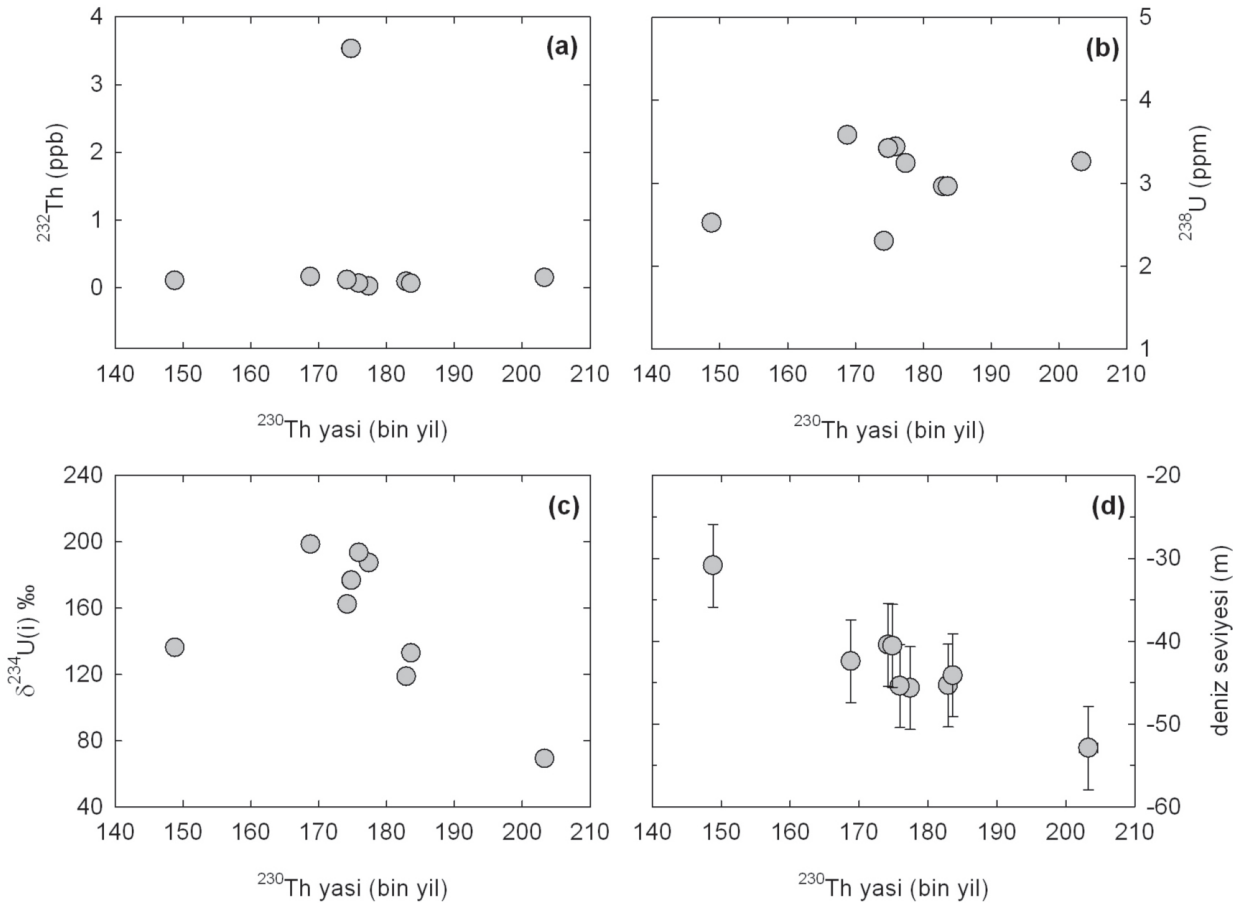 4
3
2
1
0
²³²Th (ppb)
(a)
140 150 160 170 180 190 200 210
²³⁰Th yasi (bin yil)
5
4
3
2
1
²³⁸U (ppm)
(b)
140 150 160 170 180 190 200 210
²³⁰Th yasi (bin yil)
240
200
160
120
80
40
δ²³⁴U(i) ‰
(c)
140 150 160 170 180 190 200 210
²³⁰Th yasi (bin yil)
-20
-30
-40
-50
-60
deniz seviyesi (m)
(d)
140 150 160 170 180 190 200 210
²³⁰Th yasi (bin yil)